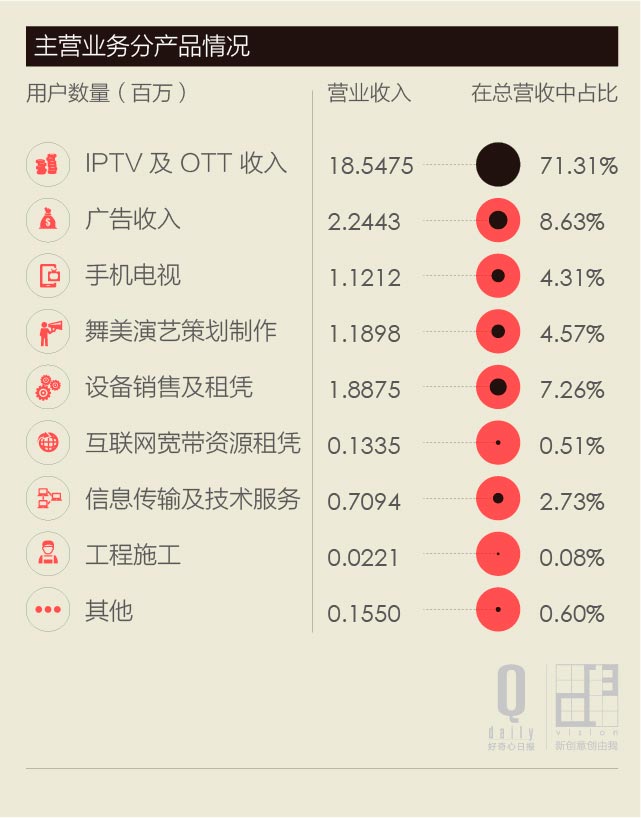 主营业务分产品情况
用户数量（百万） 营业收入 在总营收中占比
IPTV 及 OTT 收入 18.5475 71.31%
广告收入 2.2443 8.63%
手机电视 1.1212 4.31%
舞美演艺策划制作 1.1898 4.57%
设备销售及租凭 1.8875 7.26%
互联网宽带资源租凭 0.1335 0.51%
信息传输及技术服务 0.7094 2.73%
工程施工 0.0221 0.08%
其他 0.1550 0.60%
Q
daily vision
好奇心日报 新创意创由我